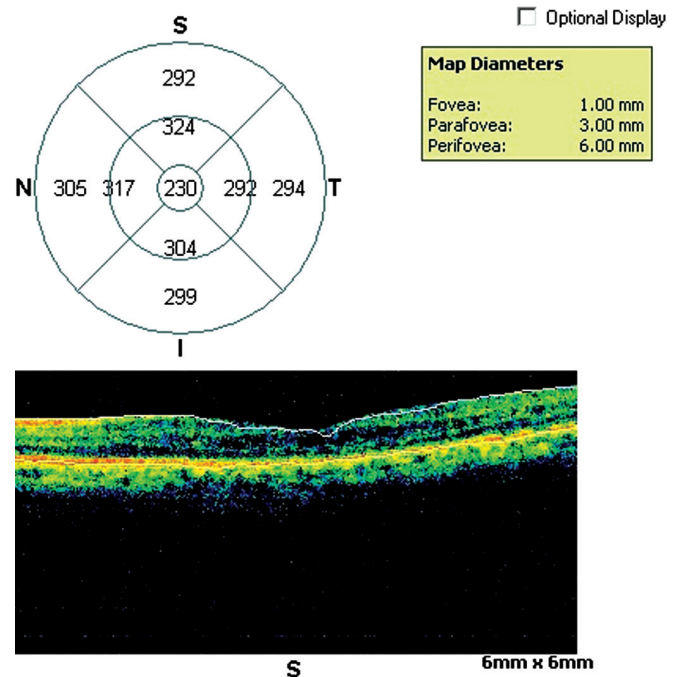 Optional Display
S
292
324
N 305 317 230 292 294 T
304
299
I
Map Diameters
Fovea: 1.00 mm
Parafovea: 3.00 mm
Perifovea: 6.00 mm
S
6mm x 6mm